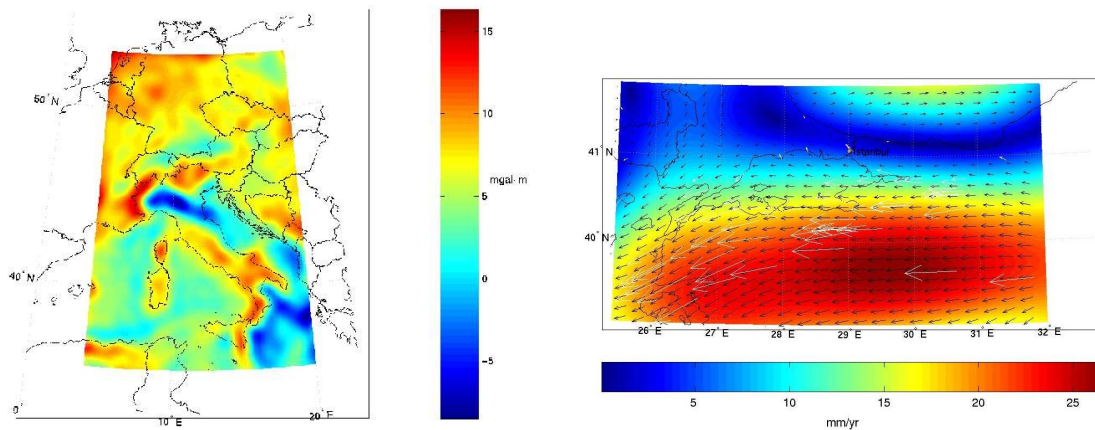 15
10
mgal· m
5
0
−5
50° N
40° N
0°
10° E
20° E
41° N
40° N
Istanbul
26° E
27° E
28° E
29° E
30° E
31° E
32° E
5
10
15
20
25
mm/yr